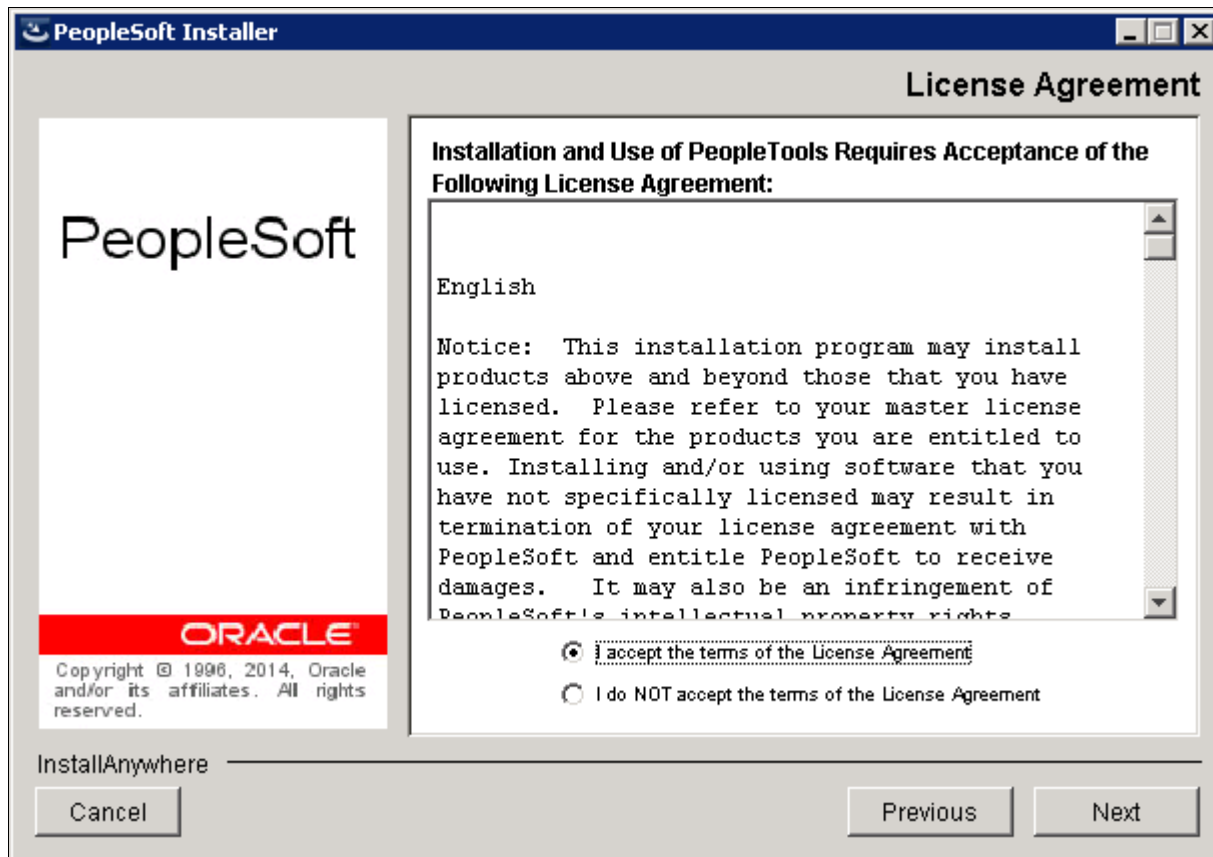 PeopleSoft Installer
License Agreement
PeopleSoft
ORACLE
Copyright © 1996, 2014, Oracle
and/or its affiliates. All rights
reserved.
Installation and Use of PeopleTools Requires Acceptance of the
Following License Agreement:
English
Notice:  This installation program may install
products above and beyond those that you have
licensed.  Please refer to your master license
agreement for the products you are entitled to
use. Installing and/or using software that you
have not specifically licensed may result in
termination of your license agreement with
PeopleSoft and entitle PeopleSoft to receive
damages.   It may also be an infringement of
PeopleSoft's intellectual property rights
I accept the terms of the License Agreement
I do NOT accept the terms of the License Agreement
InstallAnywhere
Cancel
Previous
Next